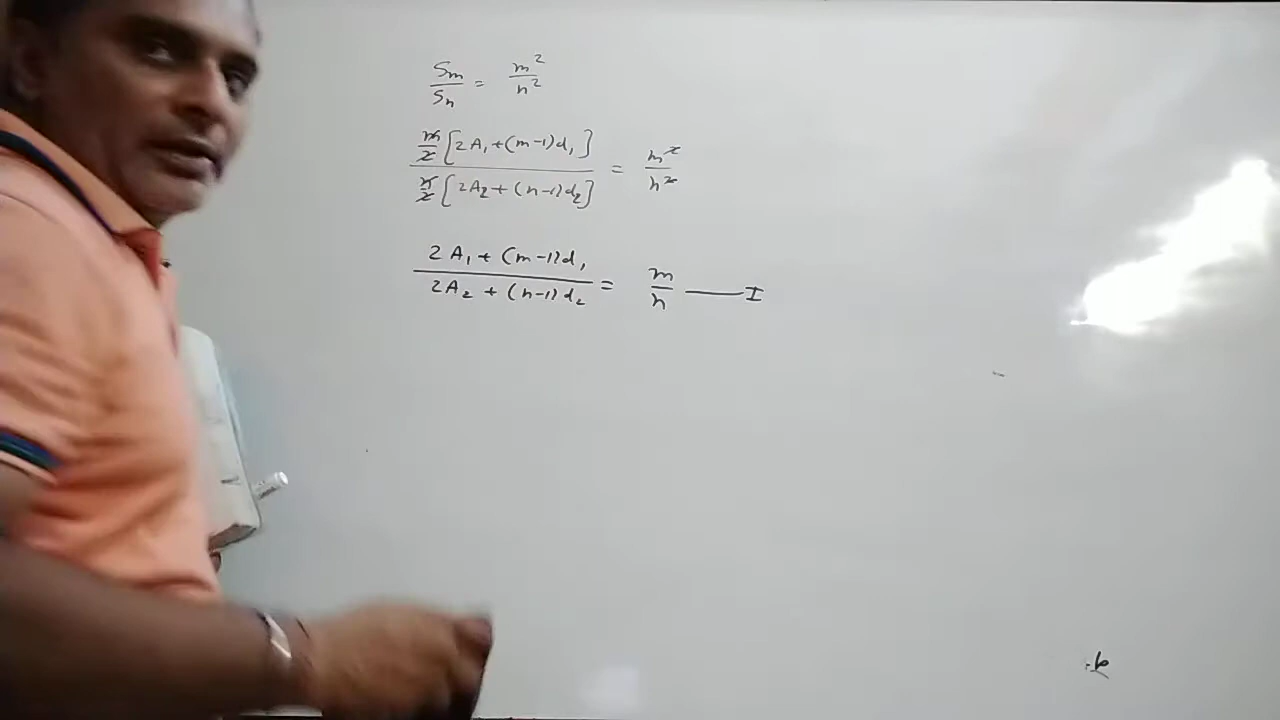 Sm/Sn = m²/n²
m/2 [2A₁ + (m-1)d₁] / n/2 [2A₂ + (n-1)d₂] = m²/n²
2A₁ + (m-1)d₁ / 2A₂ + (n-1)d₂ = m/n — I